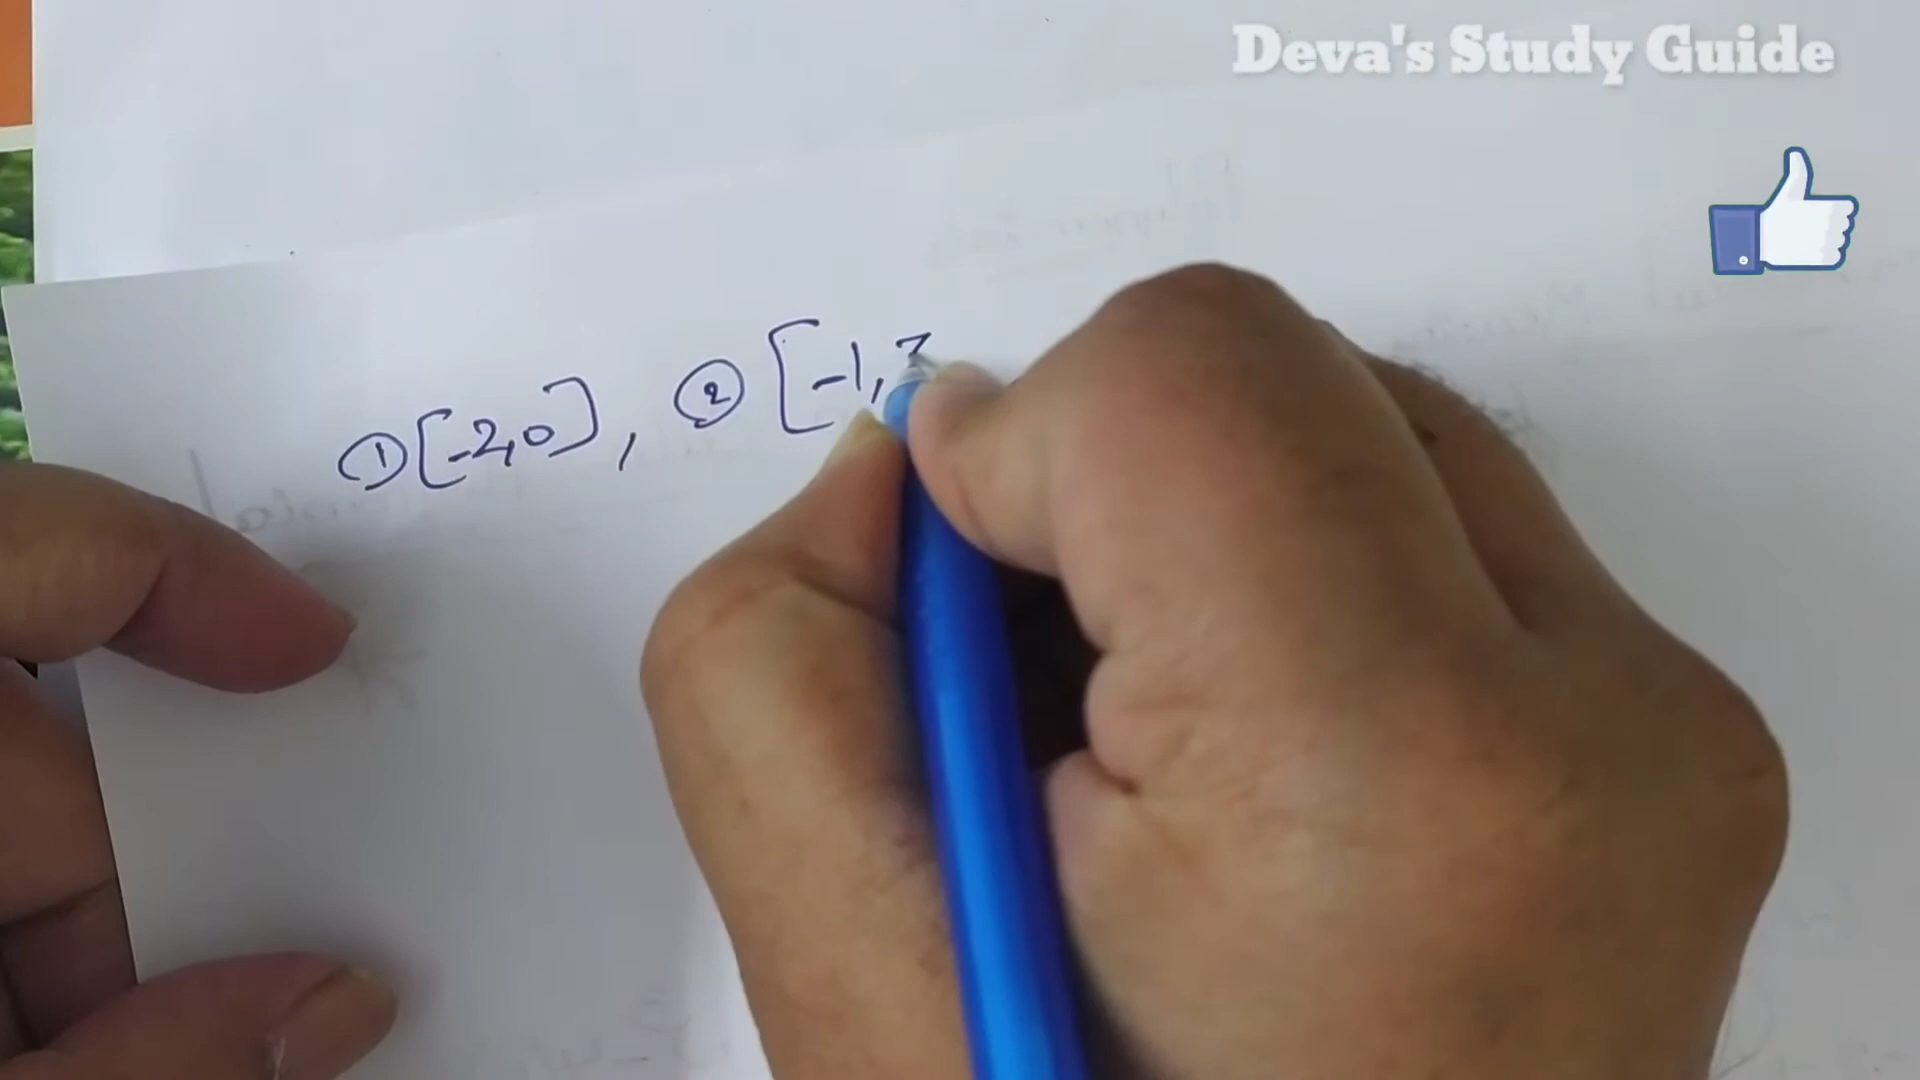 Deva's Study Guide
① [-2,0], ② [-1,